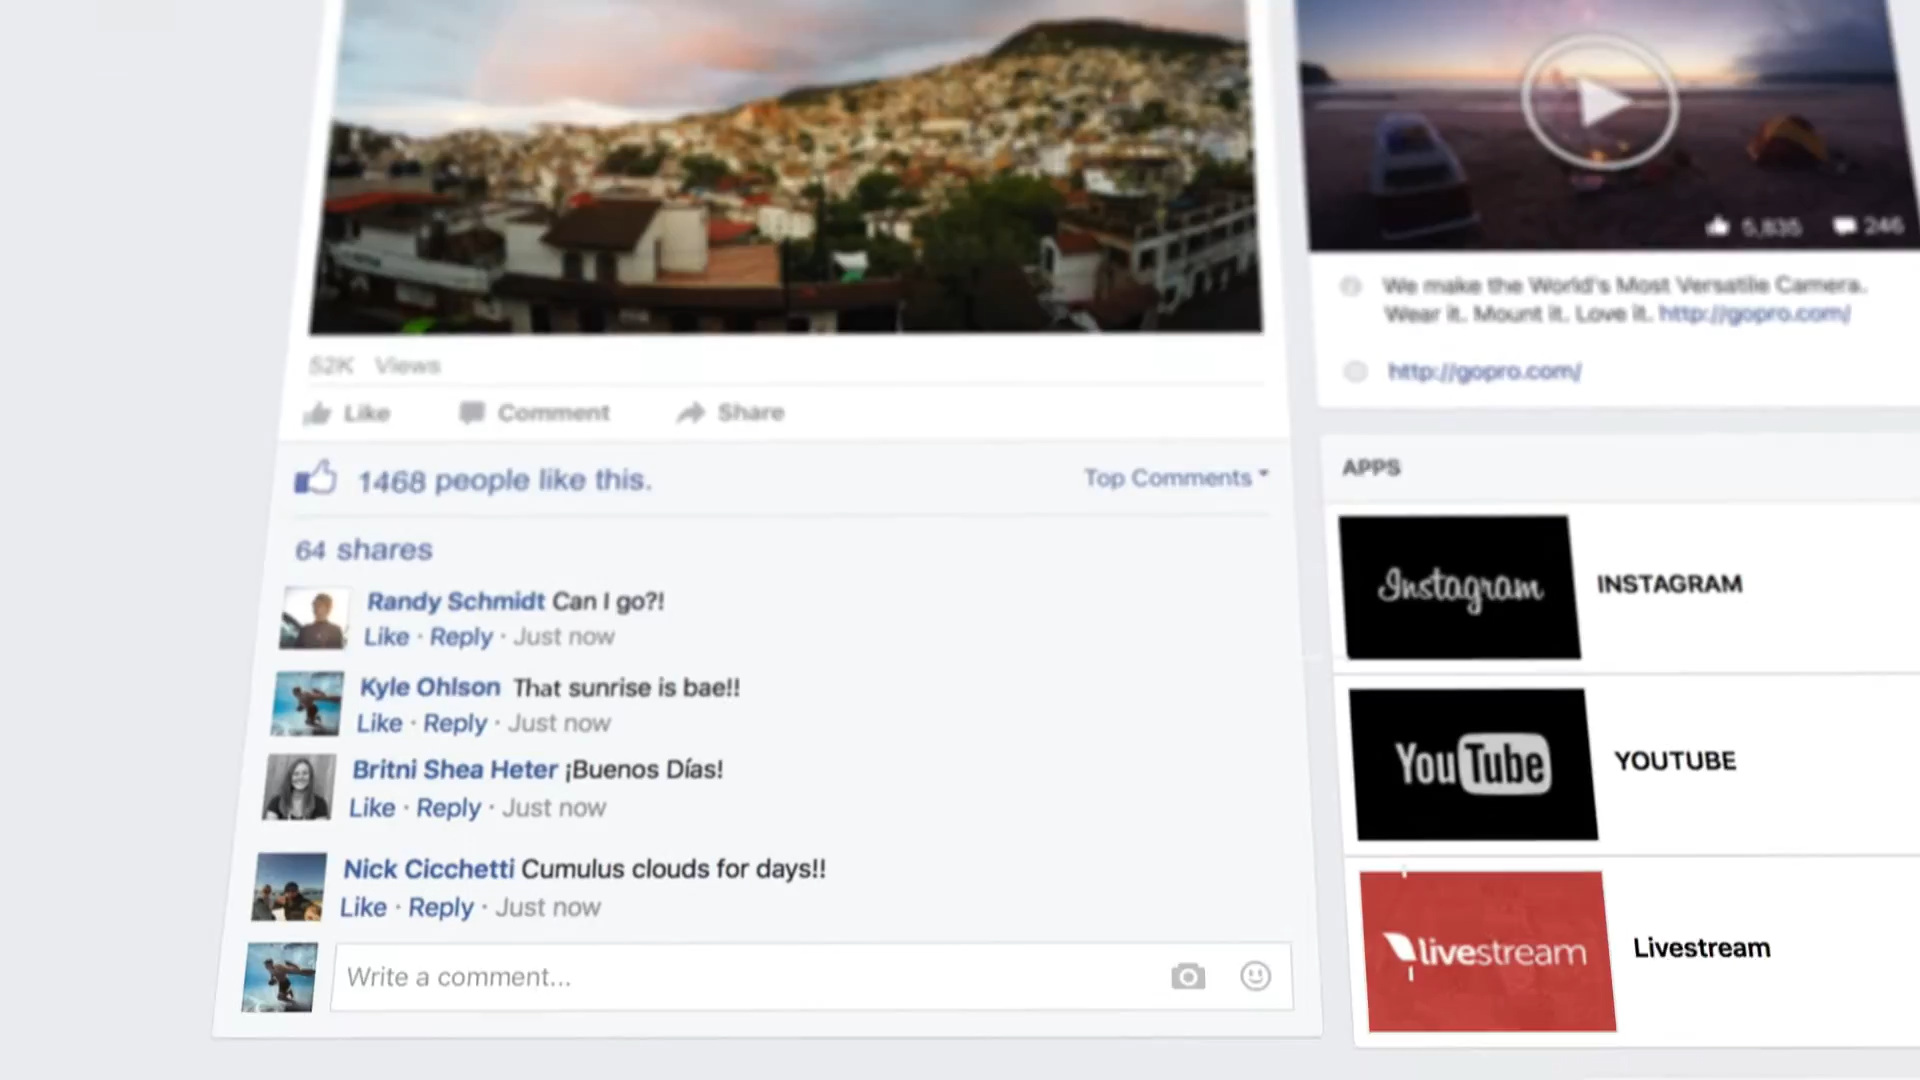 52K Views
Like Comment Share
1468 people like this.
Top Comments
64 shares
Randy Schmidt Can I go?!
Like · Reply · Just now
Kyle Ohlson That sunrise is bae!!
Like · Reply · Just now
Britni Shea Heter ¡Buenos Días!
Like · Reply · Just now
Nick Cicchetti Cumulus clouds for days!!
Like · Reply · Just now
Write a comment...
5,835 246
We make the World's Most Versatile Camera.
Wear it. Mount it. Love it. http://gopro.com/
http://gopro.com/
APPS
Instagram
INSTAGRAM
YouTube
YOUTUBE
livestream
Livestream